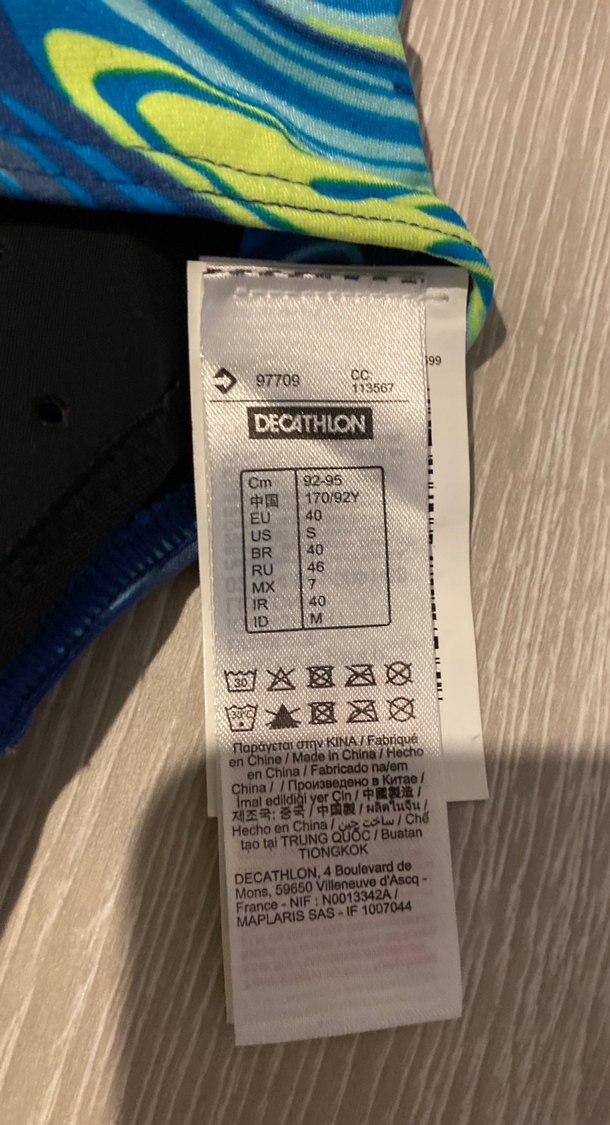 97709
CC:
113567
599
DECATHLON
Cm 92-95
中国 170/92Y
EU 40
US S
BR 40
RU 46
MX 7
IR 40
ID M
30
30°C
Παράγεται στην ΚΙΝΑ / Fabriqué
en Chine / Made in China / Hecho
en China / Fabricado na/em
China / / Произведено в Китае /
İmal edildiği yer Çin / 中國製造 /
제조국: 중국 / 中国製 / ผลิตในจีน /
Hecho en China / ساخت چین / Chế
tạo tại TRUNG QUỐC / Buatan
TIONGKOK
DECATHLON, 4 Boulevard de
Mons, 59650 Villeneuve d'Ascq -
France - NIF : N0013342A /
MAPLARIS SAS - IF 1007044